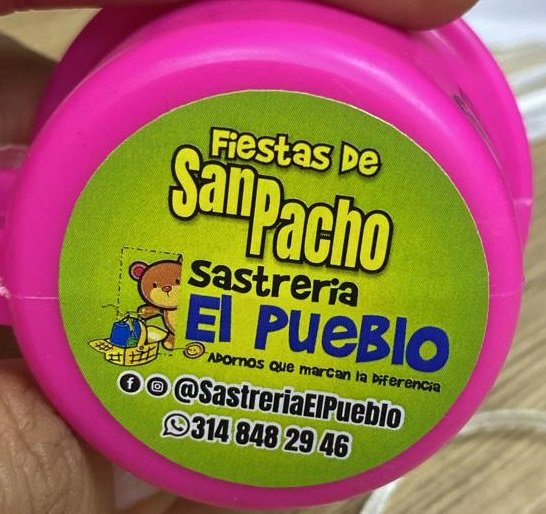 Fiestas De
SanPacho
Sastreria
El PUEBlO
ADORNOS QUE MARCAN LA DIFERENCIA
@SastreriaElPueblo
314 848 29 46